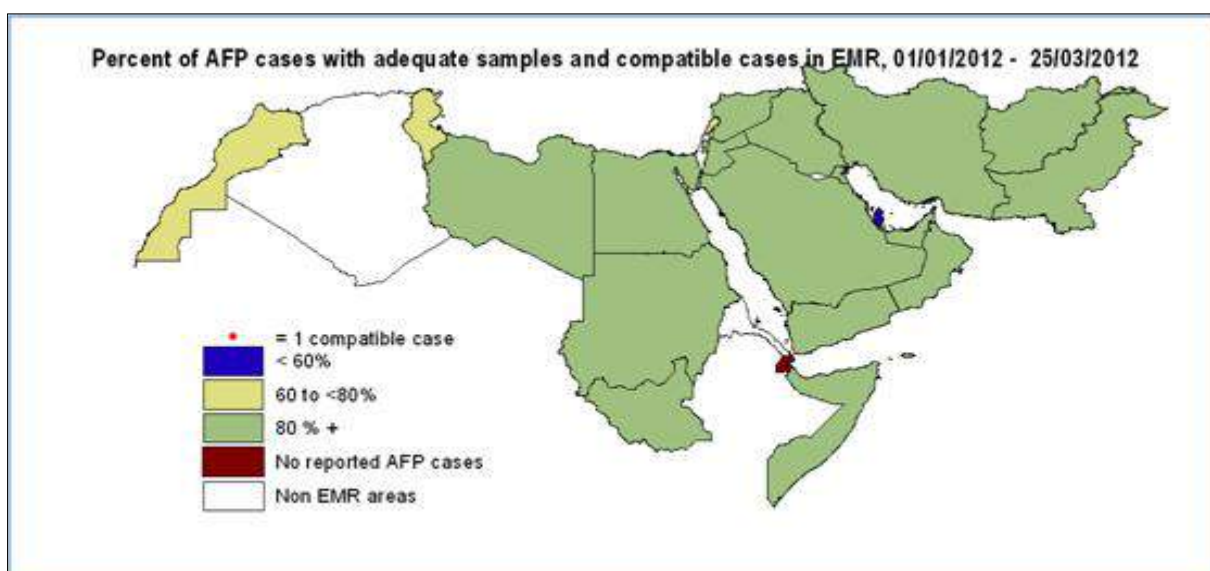 Percent of AFP cases with adequate samples and compatible cases in EMR, 01/01/2012 - 25/03/2012
= 1 compatible case
< 60%
60 to <80%
80 % +
No reported AFP cases
Non EMR areas